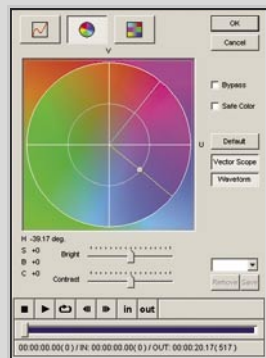 OK
Cancel
V
Bypass
Safe Color
U
Default
Vector Scope
Waveform
H -39.17 deg.
S +0
B +0
C +0
Bright
Contrast
Remove Save
in out
00:00:00.00( 0 ) / IN: 00:00:00.00( 0 ) / OUT: 00:00:20.17( 517 )